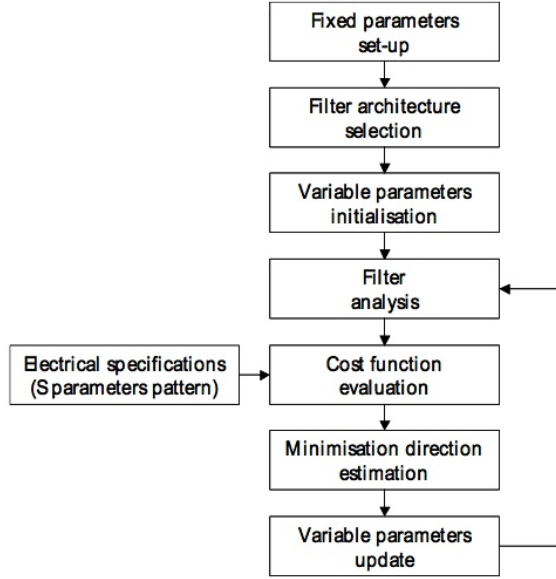 Fixed parameters
set-up
Filter architecture
selection
Variable parameters
initialisation
Filter
analysis
Electrical specifications
(S parameters pattern)
Cost function
evaluation
Minimisation direction
estimation
Variable parameters
update